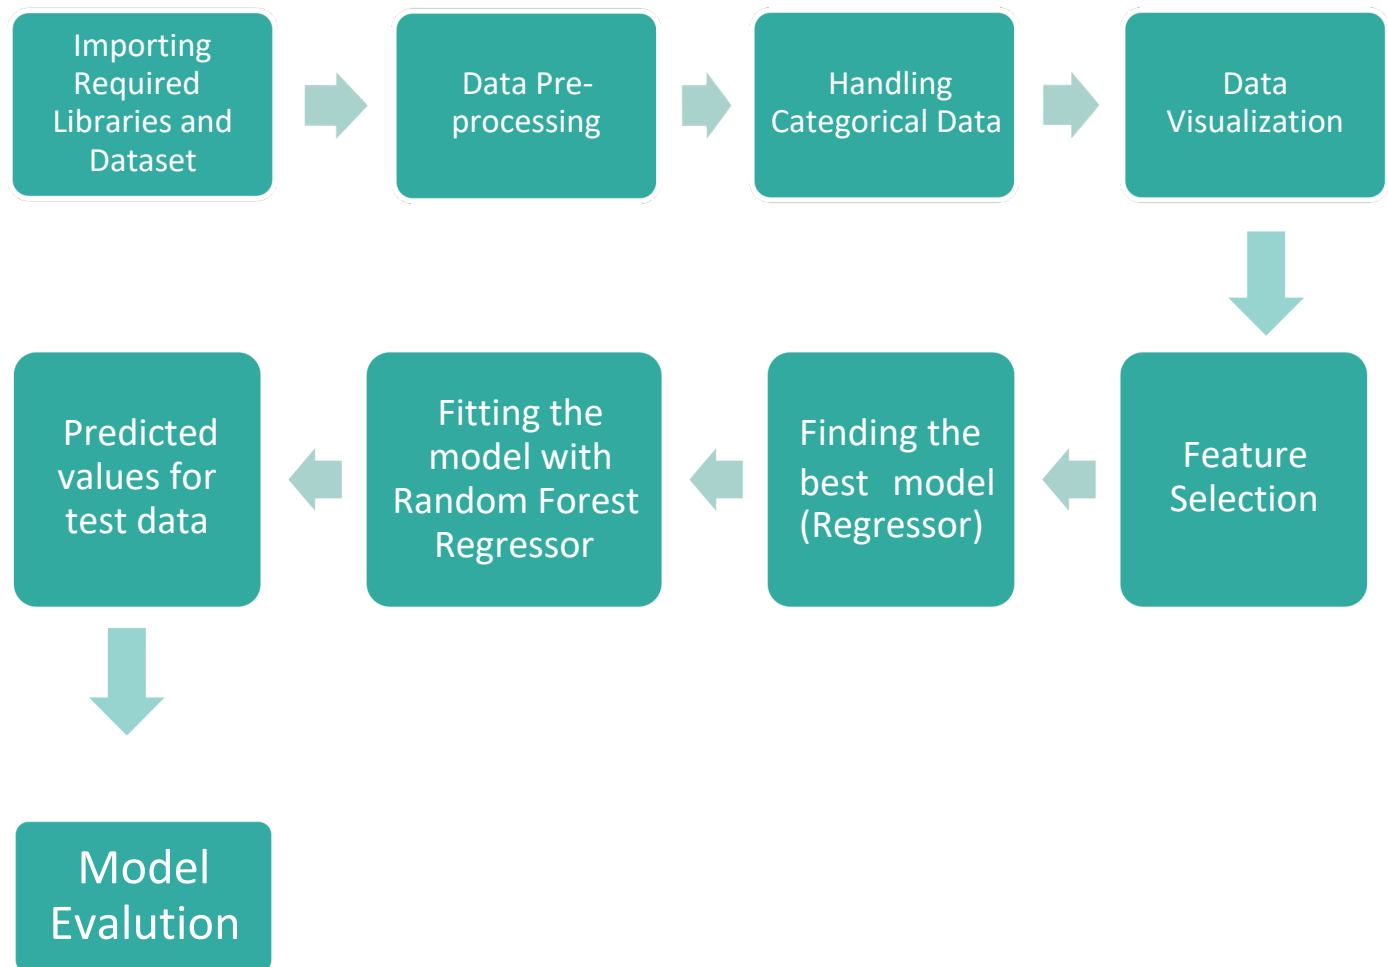 Importing
Required
Libraries and
Dataset
Data Pre-
processing
Handling
Categorical Data
Data
Visualization
Feature
Selection
Finding the
best model
(Regressor)
Fitting the
model with
Random Forest
Regressor
Predicted
values for
test data
Model
Evalution